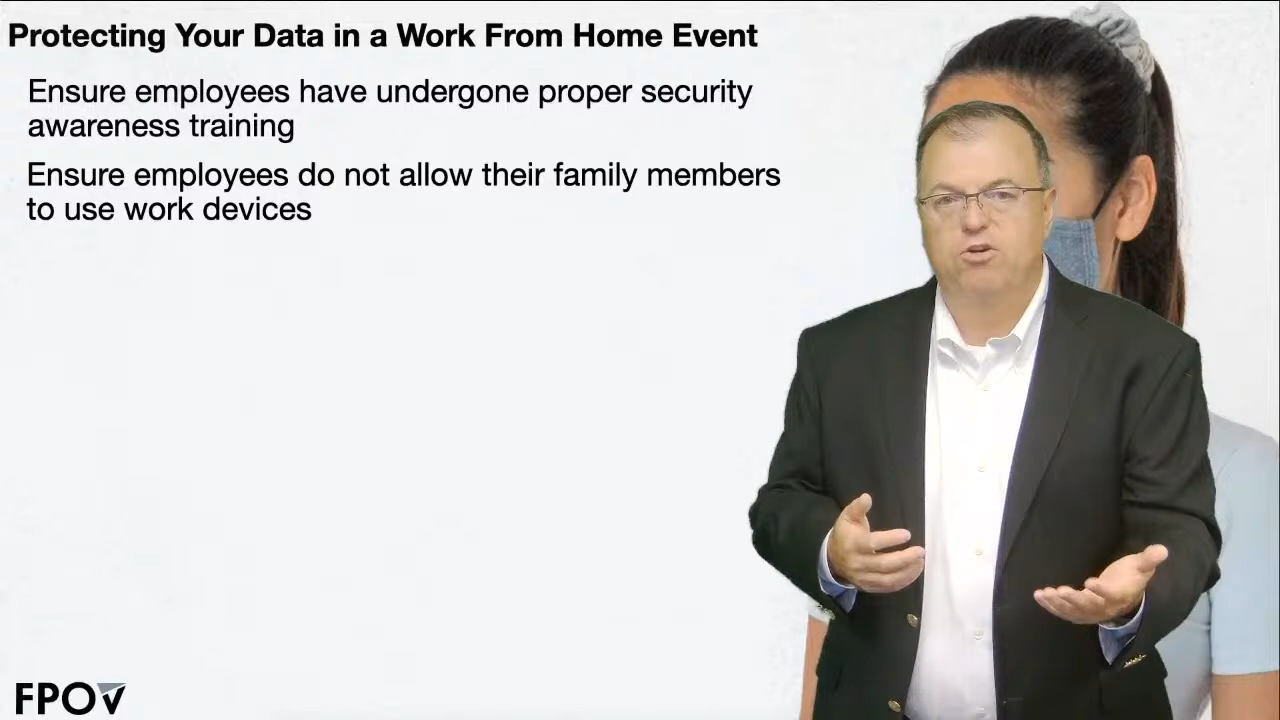 Protecting Your Data in a Work From Home Event
Ensure employees have undergone proper security
awareness training
Ensure employees do not allow their family members
to use work devices
FPOV